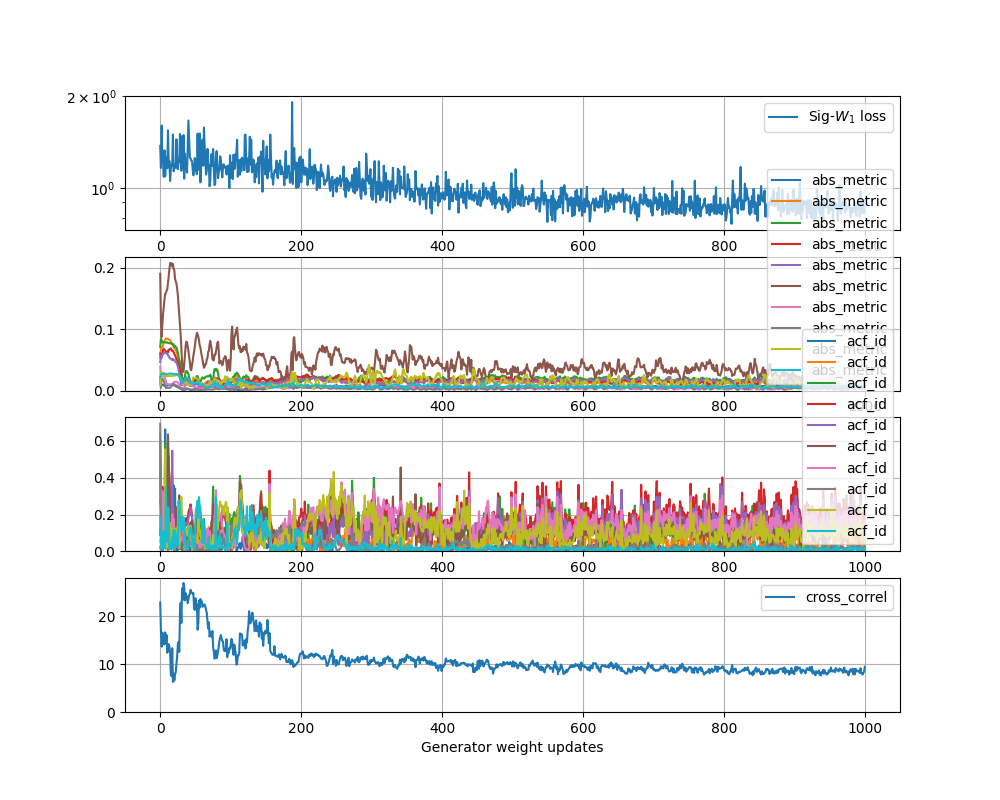 2 × 10⁰
10⁰
Sig-W₁ loss
0 200 400 600 800
0.2
0.1
0.0
abs_metric
abs_metric
abs_metric
abs_metric
abs_metric
abs_metric
abs_metric
abs_metric
abs_metric
abs_metric
0 200 400 600 800
0.6
0.4
0.2
0.0
acf_id
acf_id
acf_id
acf_id
acf_id
acf_id
acf_id
acf_id
acf_id
acf_id
0 200 400 600 800 1000
20
10
0
cross_correl
0 200 400 600 800 1000
Generator weight updates